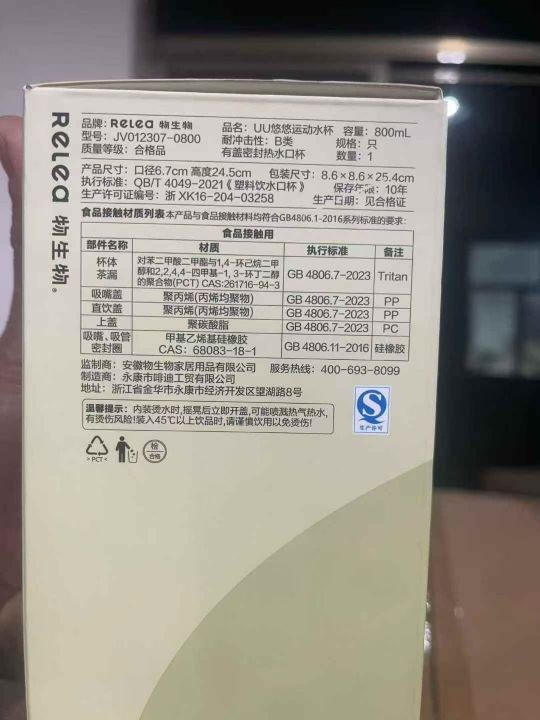 Relea 物生物®
品牌: Relea 物生物 品名: UU悠悠运动水杯 容量: 800mL
型号: JV012307-0800 耐冲击性: B类 规格: 只
质量等级: 合格品 有盖密封热水口杯 数量: 1
产品尺寸: 口径6.7cm 高度24.5cm 包装尺寸: 8.6×8.6×25.4cm
执行标准: QB/T 4049-2021《塑料饮水口杯》 保存年限: 10年
生产许可证编号: 浙 XK16-204-03258 生产日期: 见合格证
食品接触材质列表 本产品与食品接触材料均符合GB4806.1-2016系列标准的要求:
食品接触用
部件名称 材质 执行标准 备注
杯体 茶漏 对苯二甲酸二甲酯与1,4-环己烷二甲醇和2,2,4,4-四甲基-1,3-环丁二醇的聚合物(PCT) CAS:261716-94-3 GB 4806.7-2023 Tritan
吸嘴盖 聚丙烯(丙烯均聚物) GB 4806.7-2023 PP
直饮盖 聚丙烯(丙烯均聚物) GB 4806.7-2023 PP
上盖 聚碳酸脂 GB 4806.7-2023 PC
吸嘴、吸管密封圈 甲基乙烯基硅橡胶 CAS: 68083-18-1 GB 4806.11-2016 硅橡胶
监制商: 安徽物生物家居用品有限公司 服务热线: 400-693-8099
制造商: 永康市啡迪工贸有限公司
地址: 浙江省金华市永康市经济开发区望湖路8号
温馨提示: 内装烫水时,摇晃后立即开盖,可能喷溅热气热水,
有烫伤风险!装入45℃以上饮品时,请谨慎饮用以免烫伤!
生产许可
>PCT<
检
合格